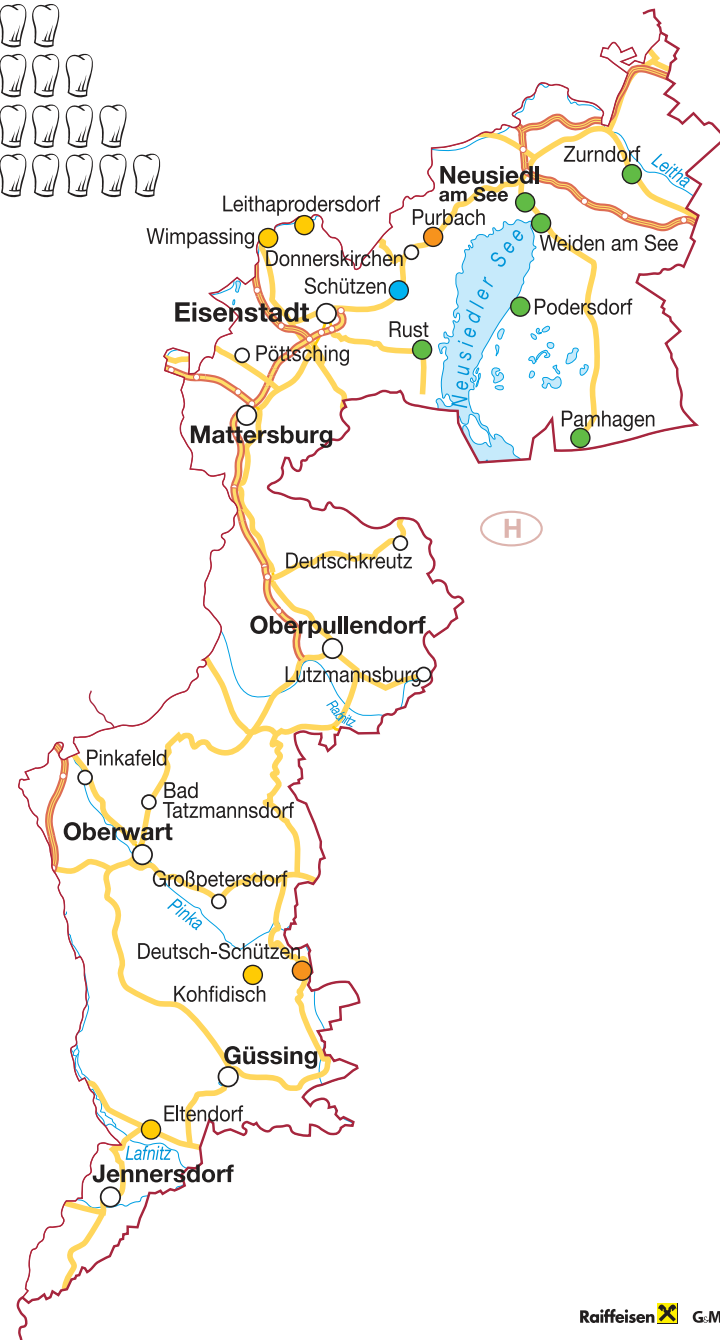 Zurndorf
Leitha
Neusiedl
am See
Leithaprodersdorf
Purbach
Wimpassing
Weiden am See
Donnerskirchen
Schützen
Neusiedler See
Eisenstadt
Podersdorf
Rust
Pöttsching
Pamhagen
Mattersburg
H
Deutschkreutz
Oberpullendorf
Lutzmannsburg
Rabnitz
Pinkafeld
Bad
Tatzmannsdorf
Oberwart
Großpetersdorf
Pinka
Deutsch-Schützen
Kohfidisch
Güssing
Eltendorf
Lafnitz
Jennersdorf
Raiffeisen G&M